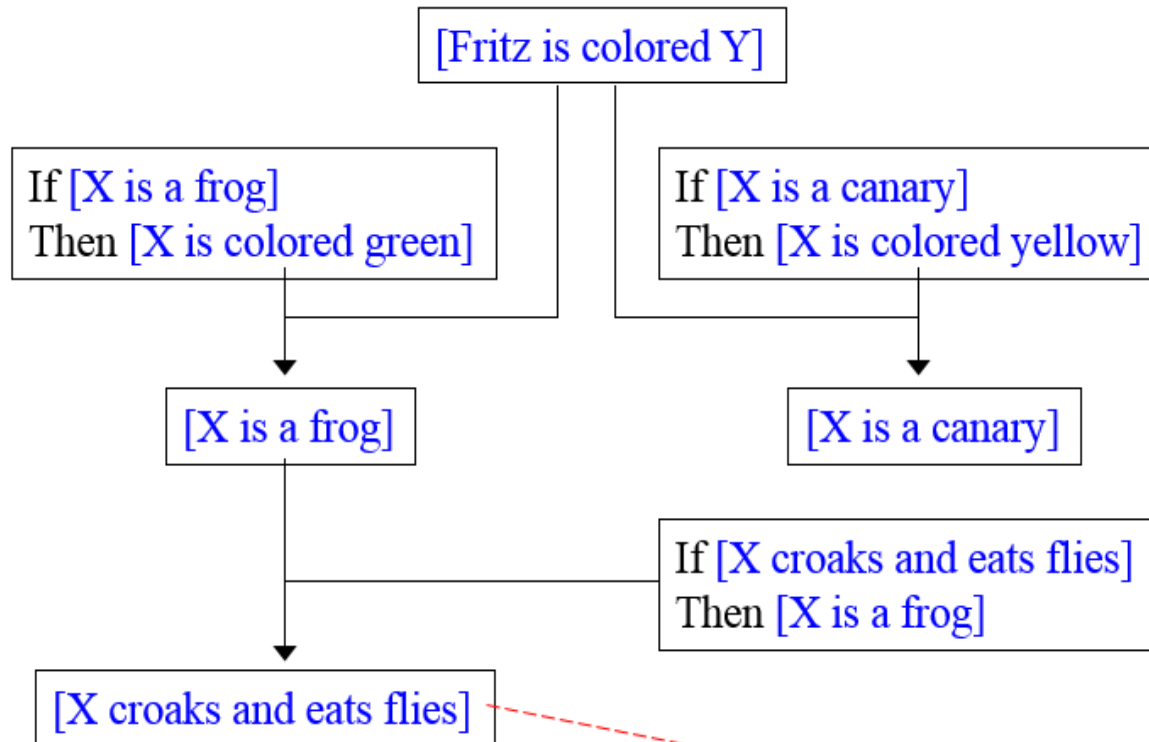 [Fritz is colored Y]
If [X is a frog]
Then [X is colored green]
If [X is a canary]
Then [X is colored yellow]
[X is a frog]
[X is a canary]
If [X croaks and eats flies]
Then [X is a frog]
[X croaks and eats flies]